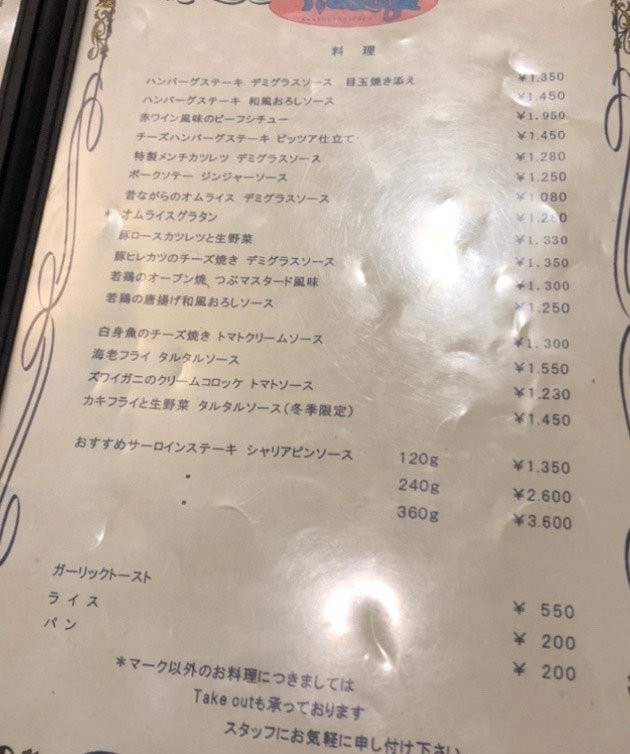 料理
ハンバーグステーキ デミグラスソース 目玉焼き添え ¥1.350
ハンバーグステーキ 和風おろしソース ¥1.450
赤ワイン風味のビーフシチュー ¥1.950
チーズハンバーグステーキ ピッツア仕立て ¥1.450
特製メンチカツレツ デミグラスソース ¥1.280
ポークソテー ジンジャーソース ¥1.250
昔ながらのオムライス デミグラスソース ¥1.080
オムライスグラタン ¥1.280
豚ロースカツレツと生野菜 ¥1.330
豚ヒレカツのチーズ焼き デミグラスソース ¥1.350
若鶏のオーブン焼、つぶマスタード風味 ¥1.300
若鶏の唐揚げ和風おろしソース ¥1.250
白身魚のチーズ焼き トマトクリームソース ¥1.300
海老フライ タルタルソース ¥1.550
ズワイガニのクリームコロッケ トマトソース ¥1.230
カキフライと生野菜 タルタルソース(冬季限定) ¥1.450
おすすめサーロインステーキ シャリアピンソース 120g ¥1.350
〃 240g ¥2.600
〃 360g ¥3.600
ガーリックトースト ¥ 550
ライス ¥ 200
パン ¥ 200
*マーク以外のお料理につきましては
Take outも承っております
スタッフにお気軽に申し付け下さい